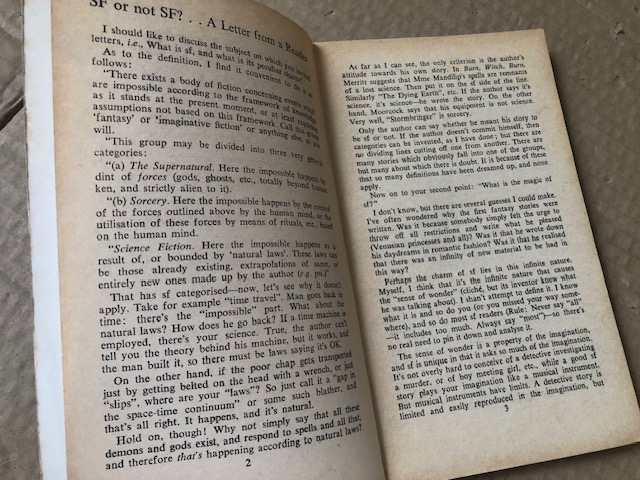 SF or not SF? . . A Letter from a Reader
I should like to discuss the subject on which you
letters, i.e., What is sf, and what is its peculiar
As to the definition, I find it convenient to
follows:
"There exists a body of fiction concerning events
are impossible according to the framework of knowledge
as it stands at the present moment, or at least
assumptions not based on this framework. Call this
'fantasy' or 'imaginative fiction' or anything else,
will.
"This group may be divided into three very general
categories:
"(a) The Supernatural. Here the impossible happens by
dint of forces (gods, ghosts, etc., totally beyond human
ken, and strictly alien to it).
"(b) Sorcery. Here the impossible happens by the control
of the forces outlined above by the human mind, or the
utilisation of these forces by means of rituals, etc., based
on the human mind.
"Science Fiction. Here the impossible happens as a
result of, or bounded by 'natural laws'. These laws can
be those already existing, extrapolations of same, or
entirely new ones made up by the author (e.g. psi.)"
That has sf categorised—now, let's see why it doesn't
apply. Take for example "time travel". Man goes back in
time: there's the "impossible" part. What about the
natural laws? How does he go back? If a time machine is
employed, there's your science. True, the author can't
tell you the theory behind of his machine, but it works, and
the man built it, so there must be laws saying it's OK.
On the other hand, if the poor chap gets transported
just by getting belted on the head with a wrench, or just
"slips", where are your "laws"? So just call it a "gap in
the space-time continuum" or some such blather, and
that's all right. It happens, and it's natural.
Hold on, though! Why not simply say that all these
demons and gods exist, and respond to spells and all that,
and therefore that's happening according to natural laws?
2
As far as I can see, the only criterion is the author's
attitude towards his own story. In Burn, Witch, Burn,
Merritt suggests that Mme Mandilip's spells are remnants
of a lost science. Then put it on the sf side of the line.
Similarly "The Dying Earth", etc. If the author says it's
science, it's science—be wrote the story. On the other
hand, Moorcock says that his equipment is not science.
Very well, "Stormbringer" is sorcery.
Only the author can say whether he meant his story to
be sf or not. If the author doesn't commit himself, then
categories can be invented, as I have done; but there are
no dividing lines cutting off one from another. There are
many stories which obviously fall into one of the groups,
but many about which there is doubt. It is because of these
that so many definitions have been dreamed up, and none
apply.
Now on to your second point: "What is the magic of
sf?"
I don't know, but there are several guesses I could make.
I've often wondered why the first fantasy stories were
written. Was it because somebody simply felt the urge to
throw off all restrictions and write what he pleased
(Venusian princesses and all)? Was it that he wrote down
his daydreams in romantic fashion? Was it that he realised
that there was an infinity of new material to be had in
this way?
Perhaps the charm of sf lies in this infinite nature.
Myself, I think that it's the infinite nature that causes
the "sense of wonder" (cliché, but its inventor knew what
he was talking about). I shan't attempt to define it. I know
what it is and so do you (or you missed your way some
where), and so do most of readers (Rule: Never say "all"
—it includes too much. Always say "most")—so there's
no real need to pin it down and analyse it.
The sense of wonder is a property of the imagination,
and sf is unique in that it asks so much of the imagination.
It's not overly hard to conceive of a detective investigating
a murder, or of boy meeting girl, etc., while a good sf
story plays your imagination like a musical instrument.
But musical instruments have limits. A detective story is
limited and easily reproduced in the imagination, but
3